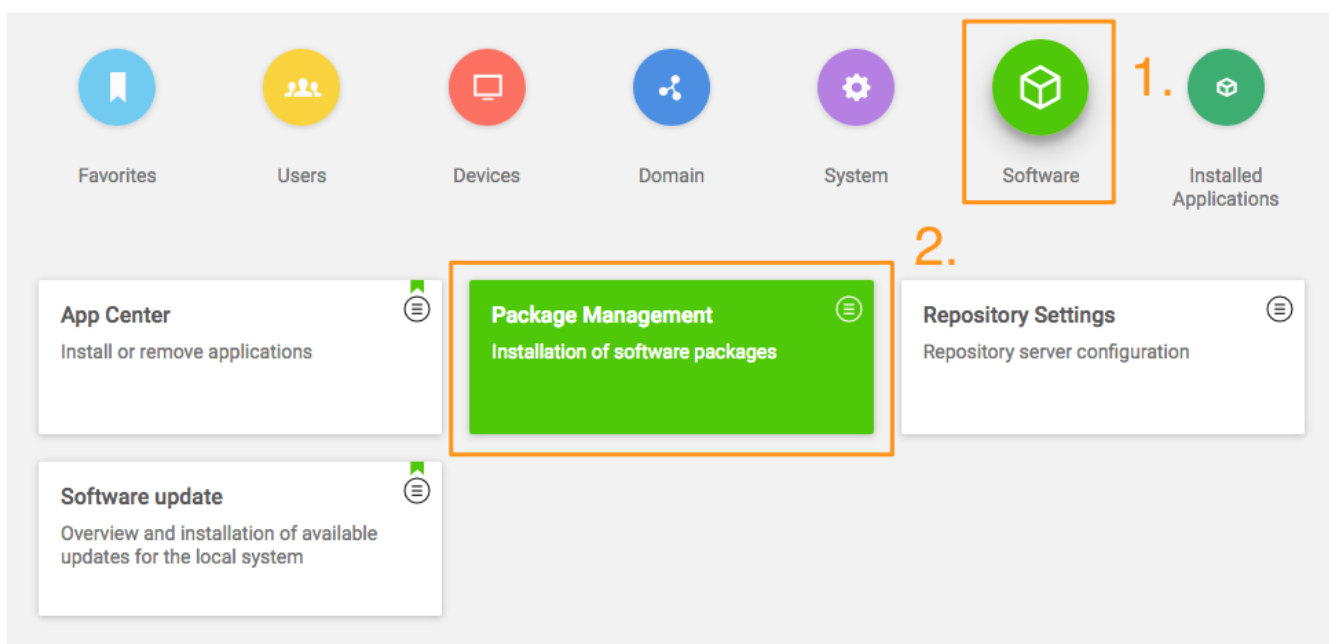 1.
Favorites
Users
Devices
Domain
System
Software
Installed
Applications
2.
App Center
Install or remove applications
Package Management
Installation of software packages
Repository Settings
Repository server configuration
Software update
Overview and installation of available
updates for the local system